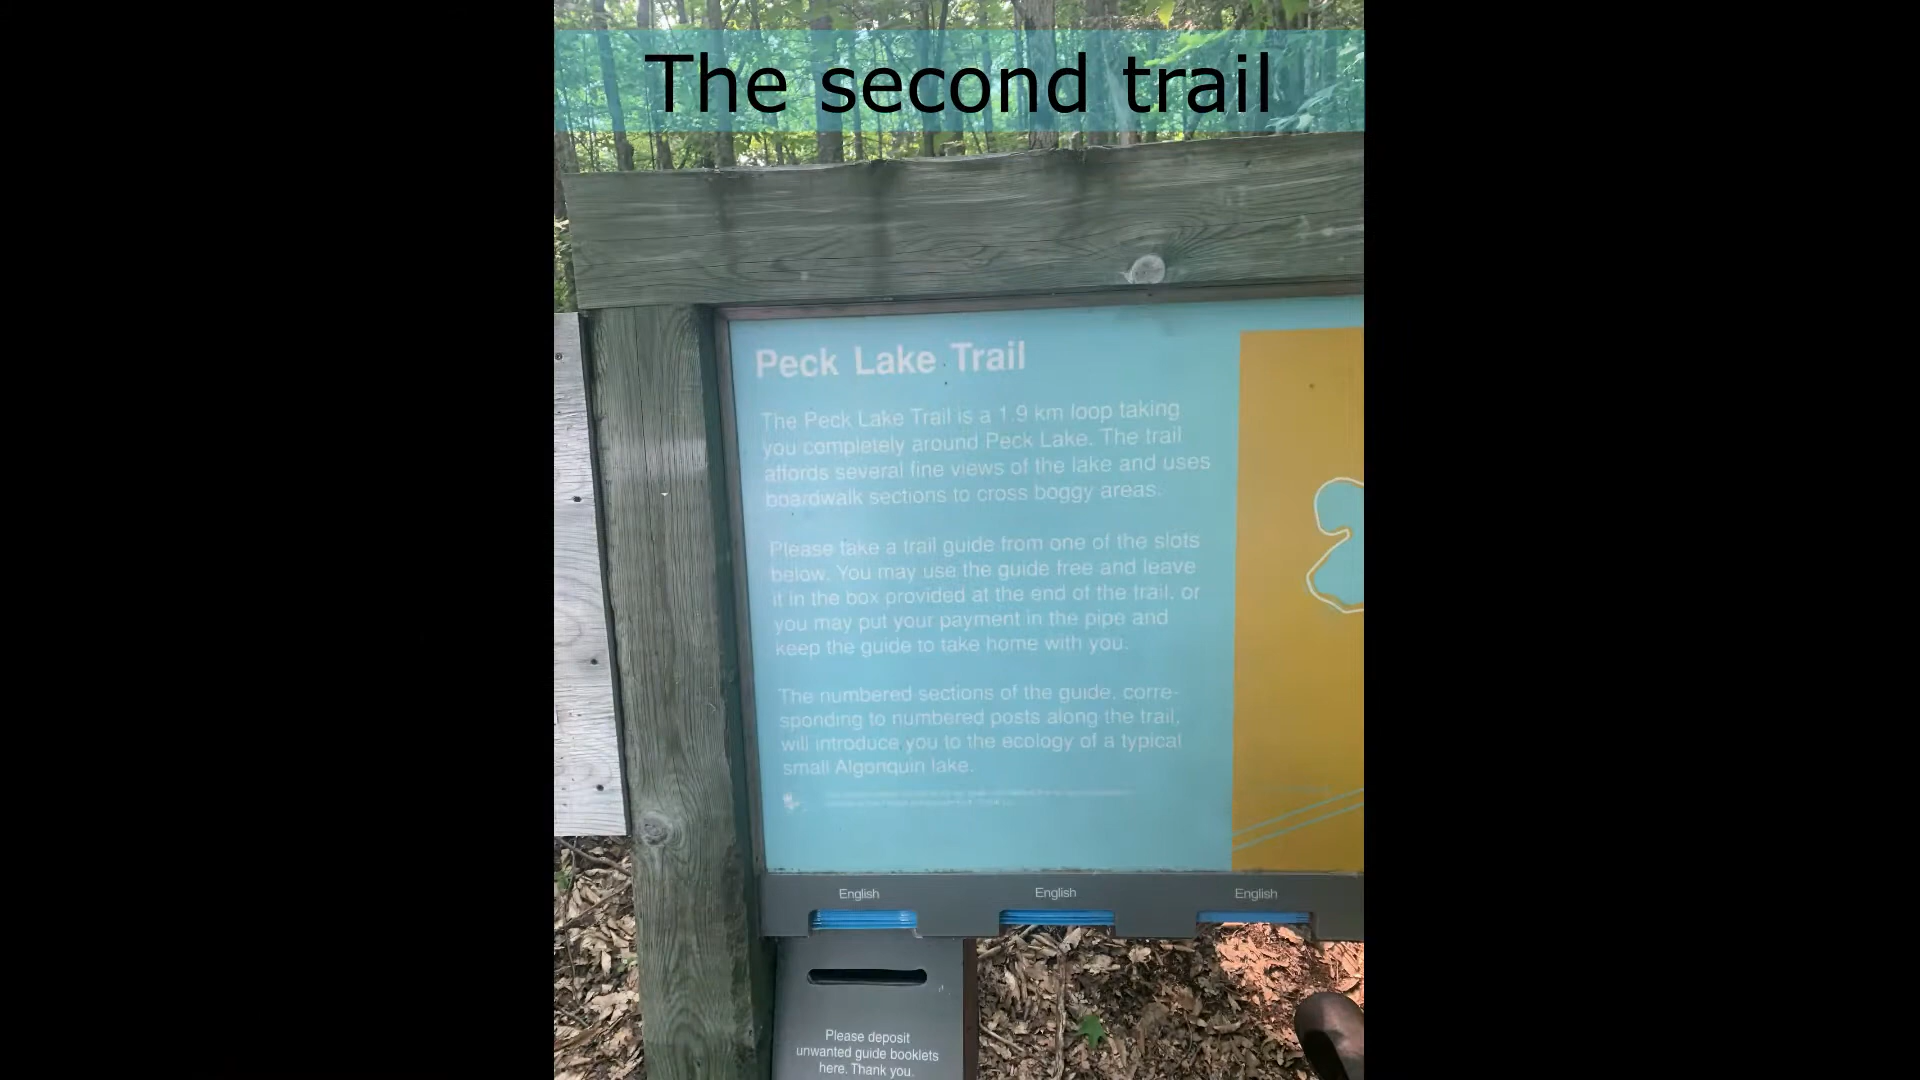 The second trail
Peck Lake Trail
The Peck Lake Trail is a 1.9 km loop taking
you completely around Peck Lake. The trail
affords several fine views of the lake and uses
boardwalk sections to cross boggy areas.
Please take a trail guide from one of the slots
below. You may use the guide free and leave
it in the box provided at the end of the trail, or
you may put your payment in the pipe and
keep the guide to take home with you.
The numbered sections of the guide, corre-
sponding to numbered posts along the trail,
will introduce you to the ecology of a typical
small Algonquin lake.
English
English
English
Please deposit
unwanted guide booklets
here. Thank you.